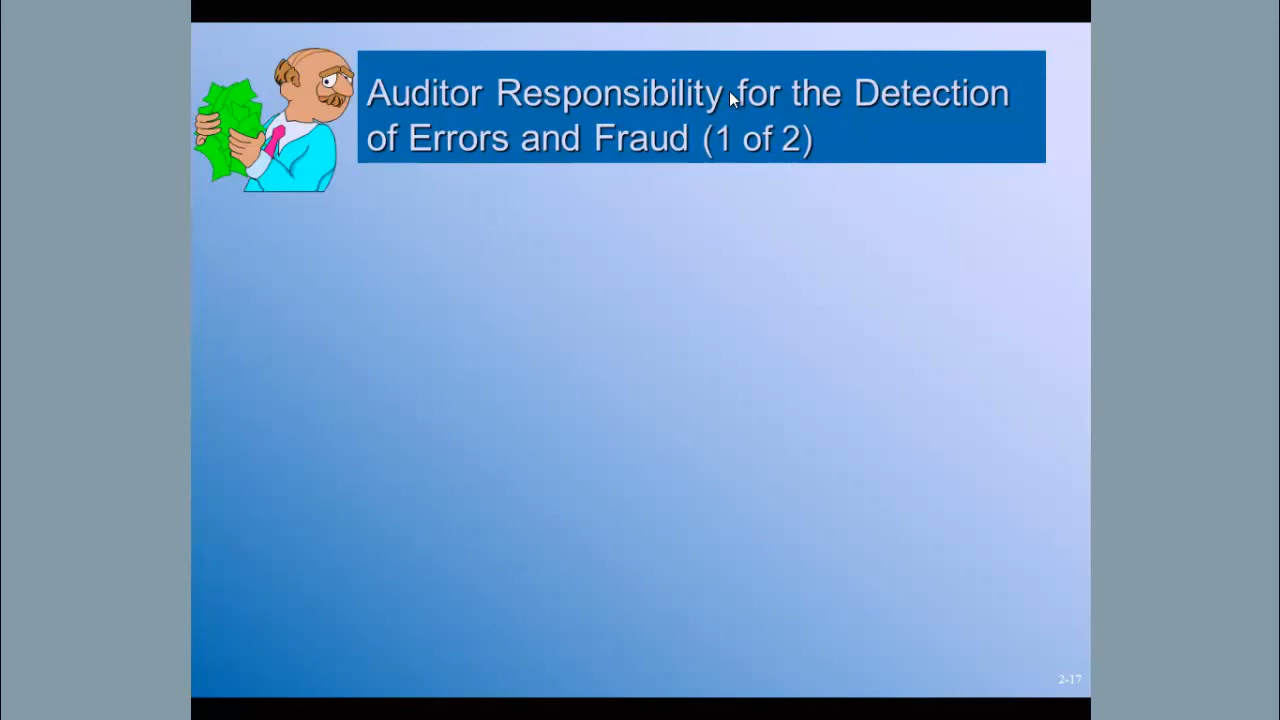 Auditor Responsibility for the Detection
of Errors and Fraud (1 of 2)
2-17